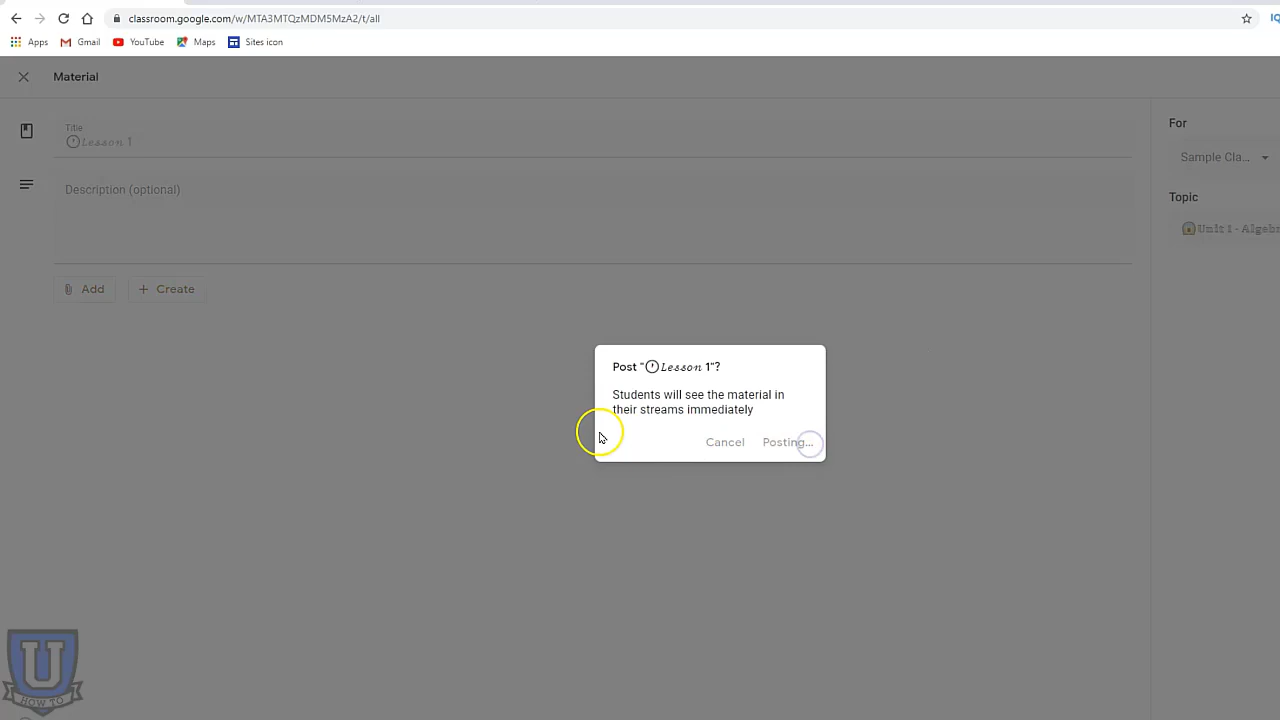 classroom.google.com/w/MTA3MTQzMDM5MzA2/t/all
Apps Gmail YouTube Maps Sites icon
Material
Title
🕐𝓛𝓮𝓼𝓼𝓸𝓷 1
Description (optional)
Add + Create
For
Sample Cla...
Topic
Unit 1 - Algebr
Post "🕐𝓛𝓮𝓼𝓼𝓸𝓷 1"?
Students will see the material in
their streams immediately
Cancel Posting...
U
HOW TO